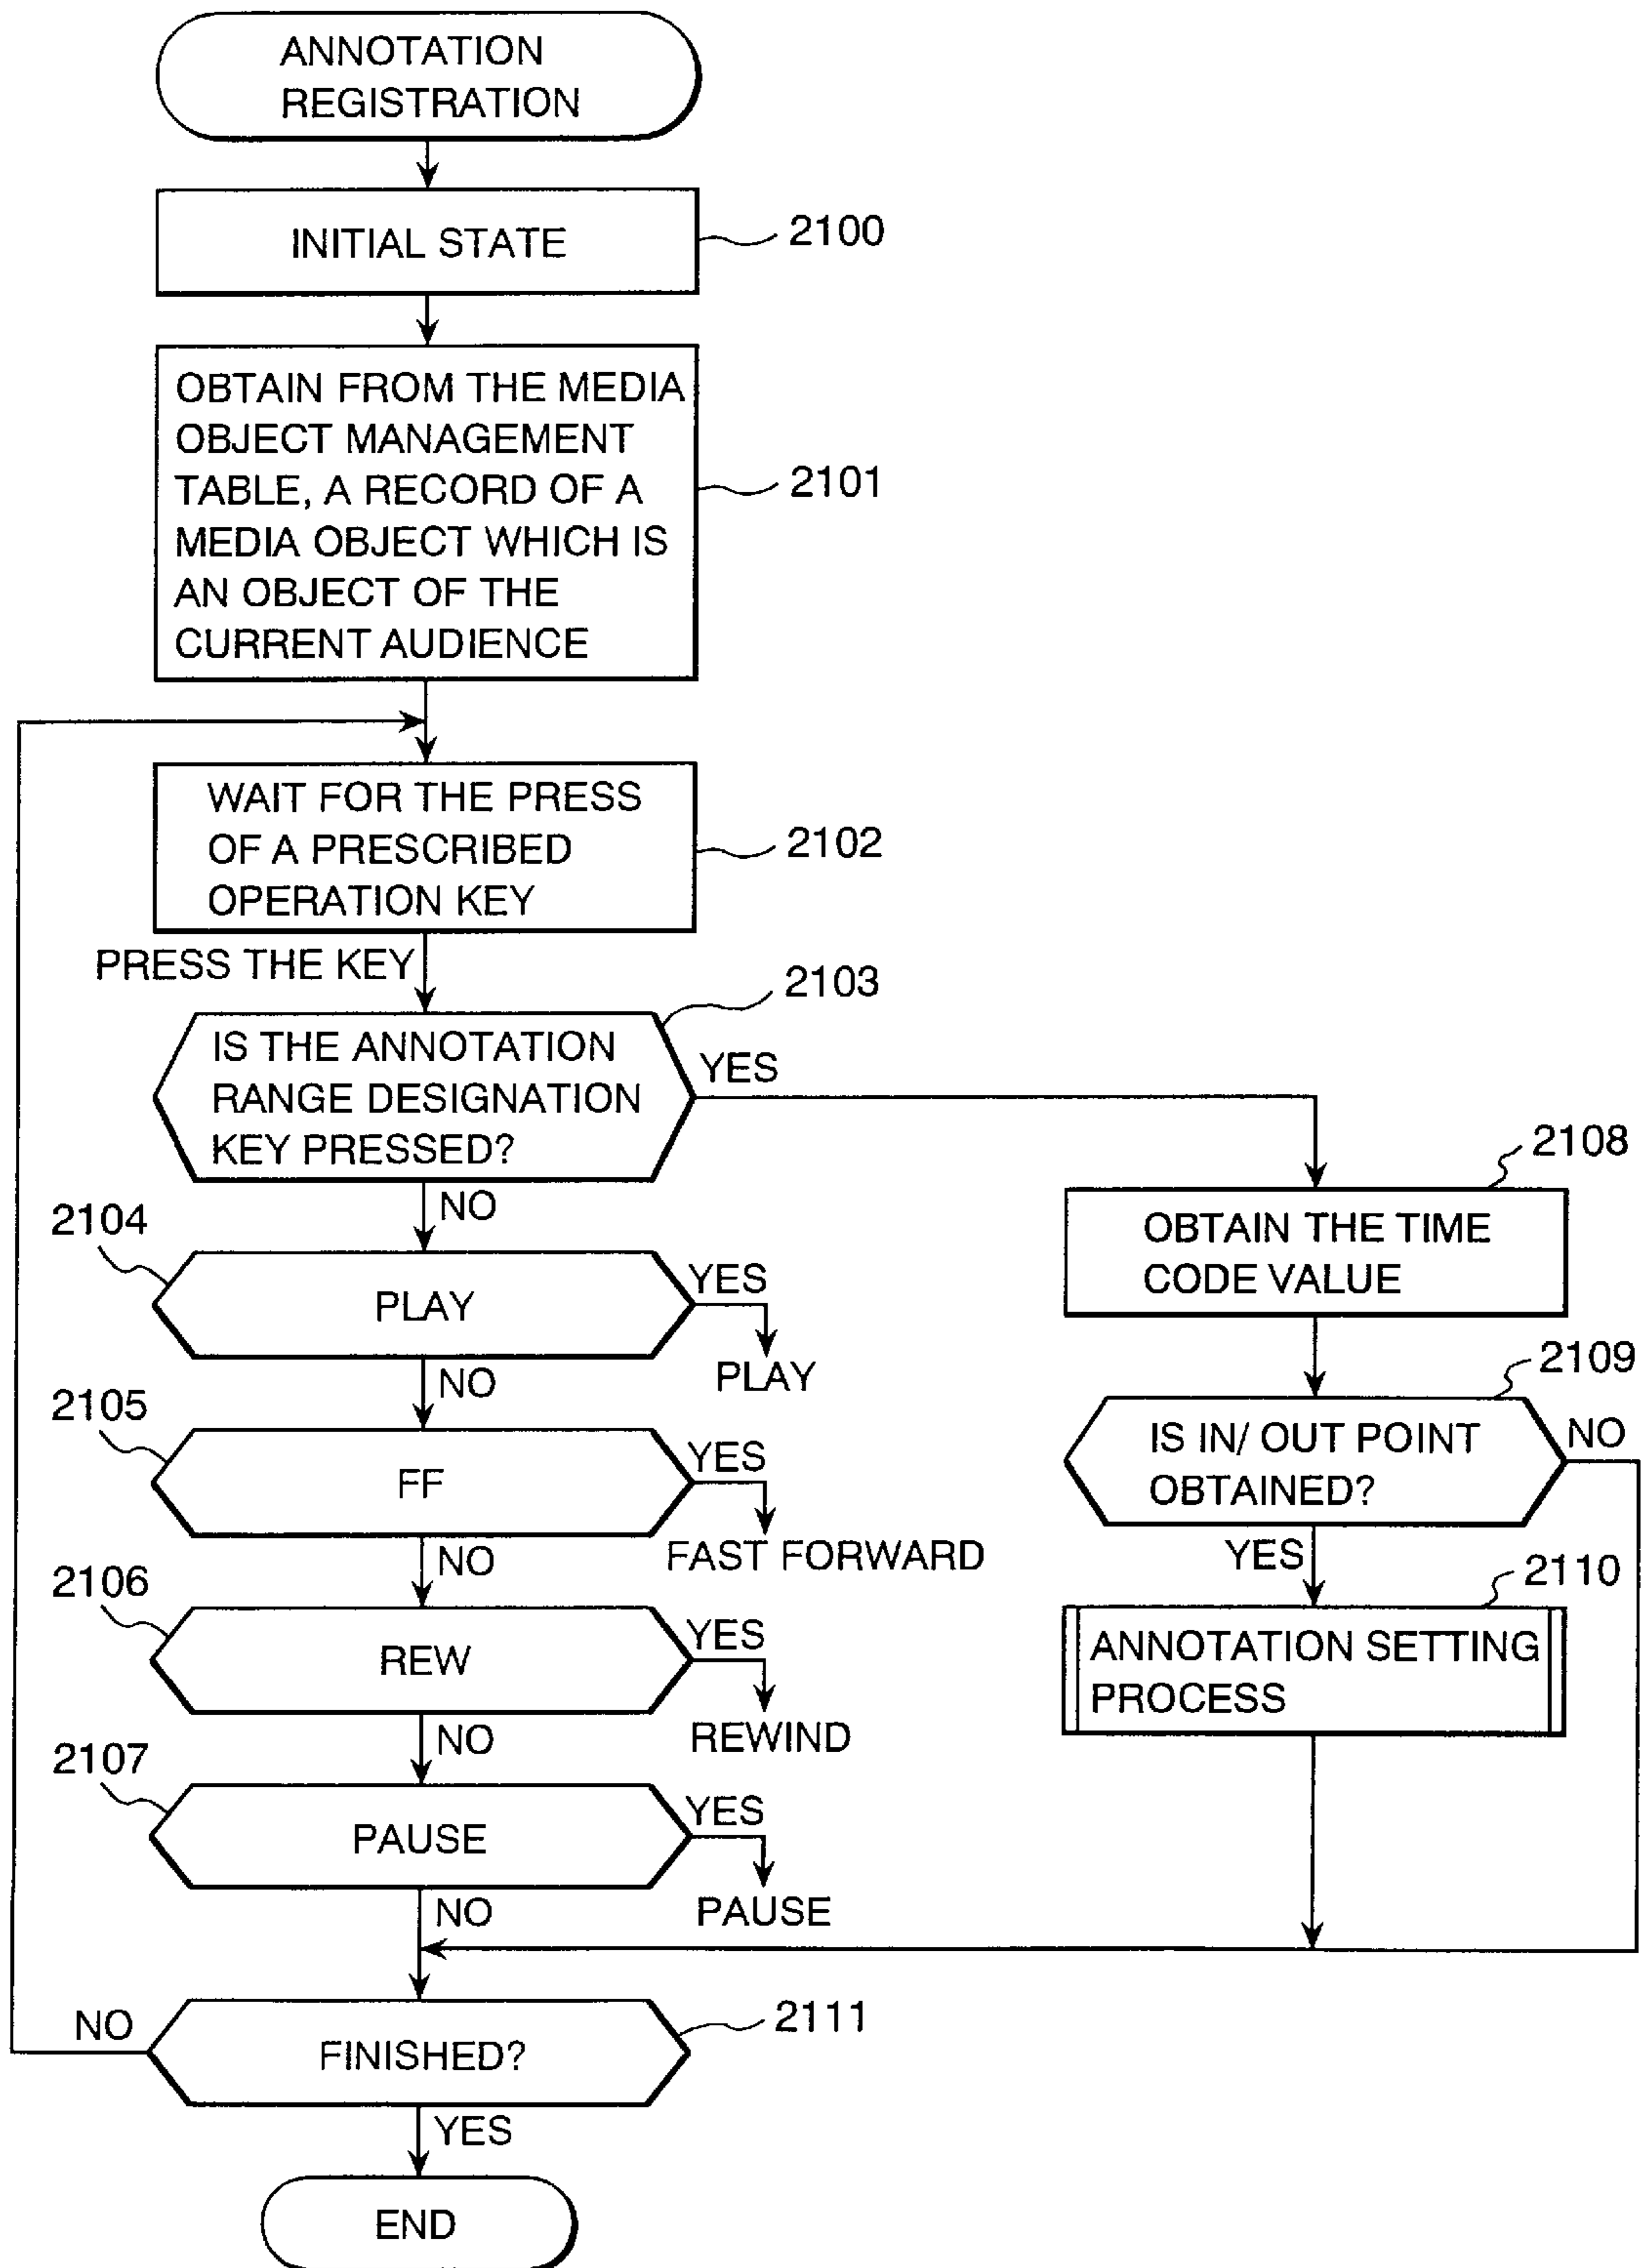 ANNOTATION
REGISTRATION
INITIAL STATE
2100
OBTAIN FROM THE MEDIA
OBJECT MANAGEMENT
TABLE, A RECORD OF A
MEDIA OBJECT WHICH IS
AN OBJECT OF THE
CURRENT AUDIENCE
2101
WAIT FOR THE PRESS
OF A PRESCRIBED
OPERATION KEY
2102
PRESS THE KEY
2103
IS THE ANNOTATION
RANGE DESIGNATION
KEY PRESSED?
YES
NO
2104
PLAY
YES
PLAY
NO
2105
FF
YES
FAST FORWARD
NO
2106
REW
YES
REWIND
NO
2107
PAUSE
YES
PAUSE
NO
2108
OBTAIN THE TIME
CODE VALUE
2109
IS IN/ OUT POINT
OBTAINED?
NO
YES
2110
ANNOTATION SETTING
PROCESS
NO
FINISHED?
2111
YES
END